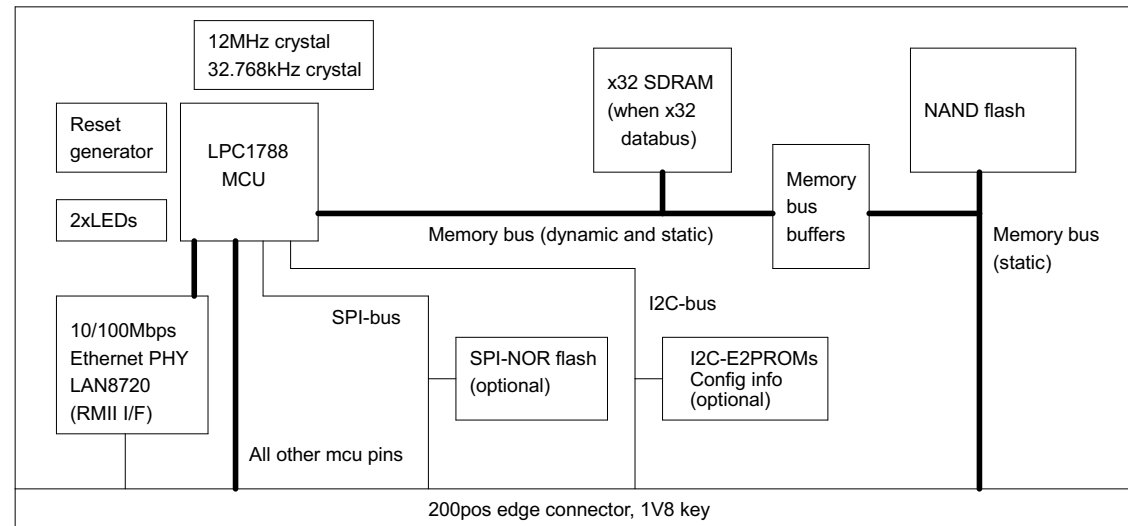 12MHz crystal
32.768kHz crystal
x32 SDRAM
(when x32
databus)
NAND flash
Reset
generator
LPC1788
MCU
Memory
bus
buffers
2xLEDs
Memory bus (dynamic and static)
Memory bus
(static)
SPI-bus
I2C-bus
10/100Mbps
Ethernet PHY
LAN8720
(RMII I/F)
SPI-NOR flash
(optional)
I2C-E2PROMs
Config info
(optional)
All other mcu pins
200pos edge connector, 1V8 key